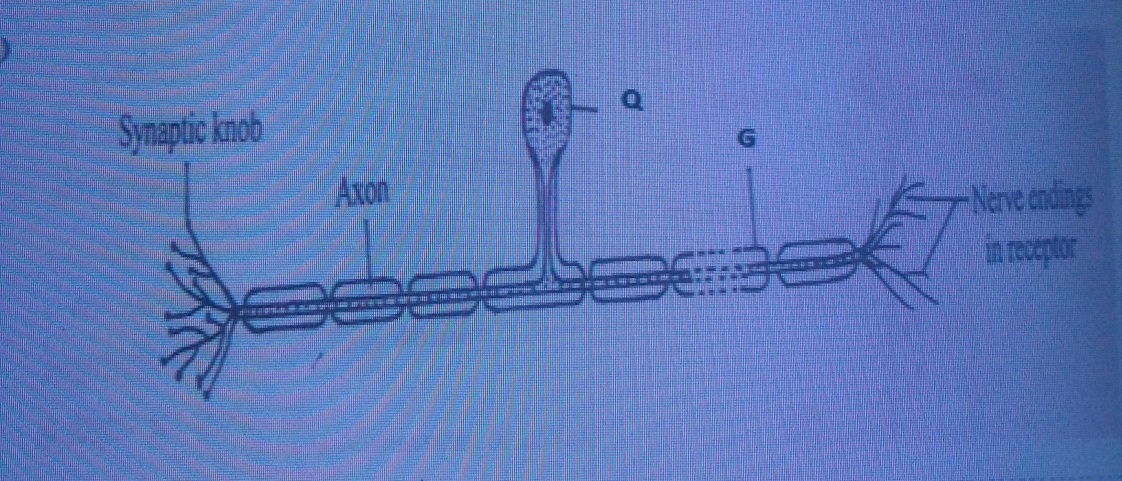 Q
Synaptic knob
G
Axon
Nerve endings
in receptor